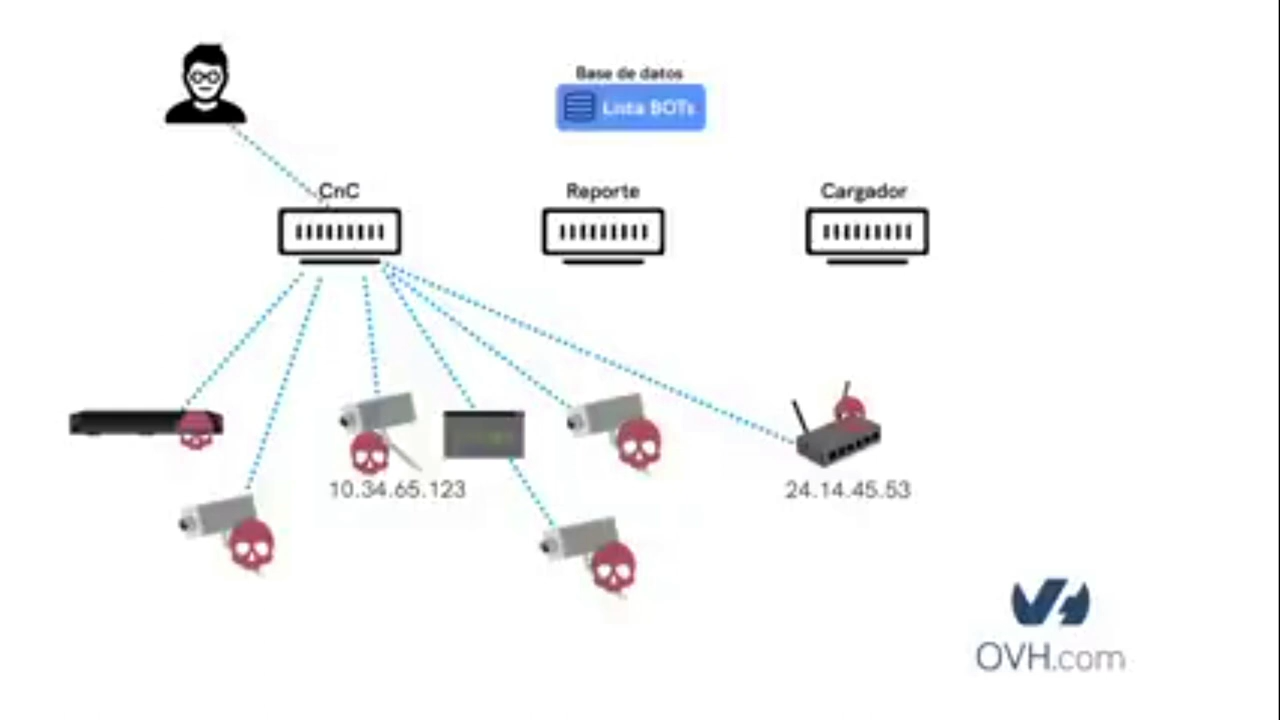 Base de datos
Lista BOTs
CnC
Reporte
Cargador
10.34.65.123
24.14.45.53
OVH.com